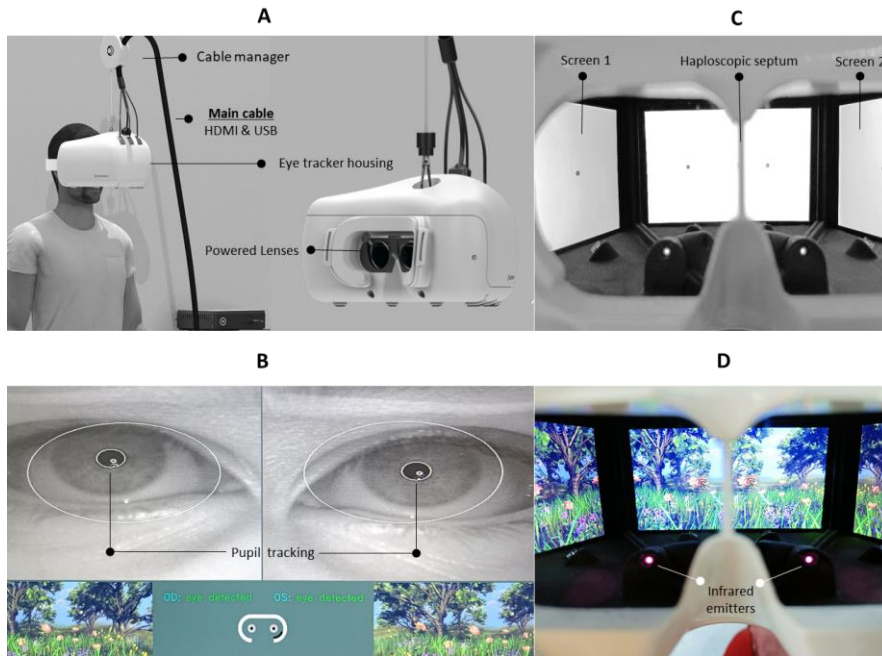 A
Cable manager
Main cable
HDMI & USB
Eye tracker housing
Powered Lenses
C
Screen 1
Haploscopic septum
Screen 2
B
Pupil tracking
OD: eye detected
OS: eye detected
D
Infrared
emitters